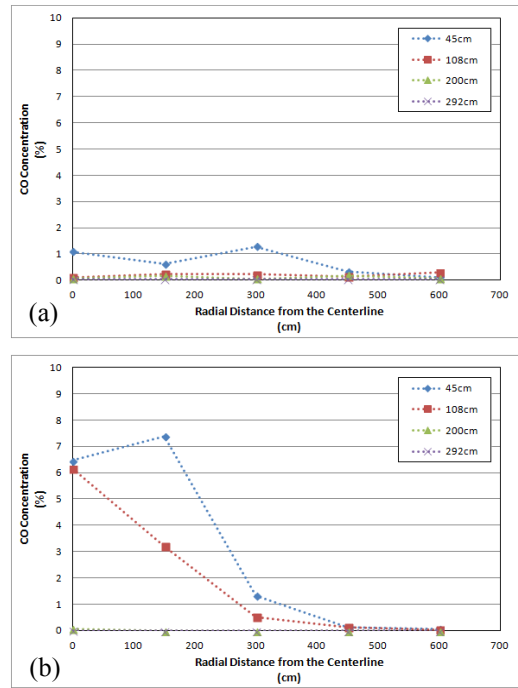 10
9
8
7
6
5
4
3
2
1
0
CO Concentration
(%)
45cm
108cm
200cm
292cm
0 100 200 300 400 500 600 700
Radial Distance from the Centerline
(cm)
(a)
10
9
8
7
6
5
4
3
2
1
0
CO Concentration
(%)
45cm
108cm
200cm
292cm
0 100 200 300 400 500 600 700
Radial Distance from the Centerline
(cm)
(b)